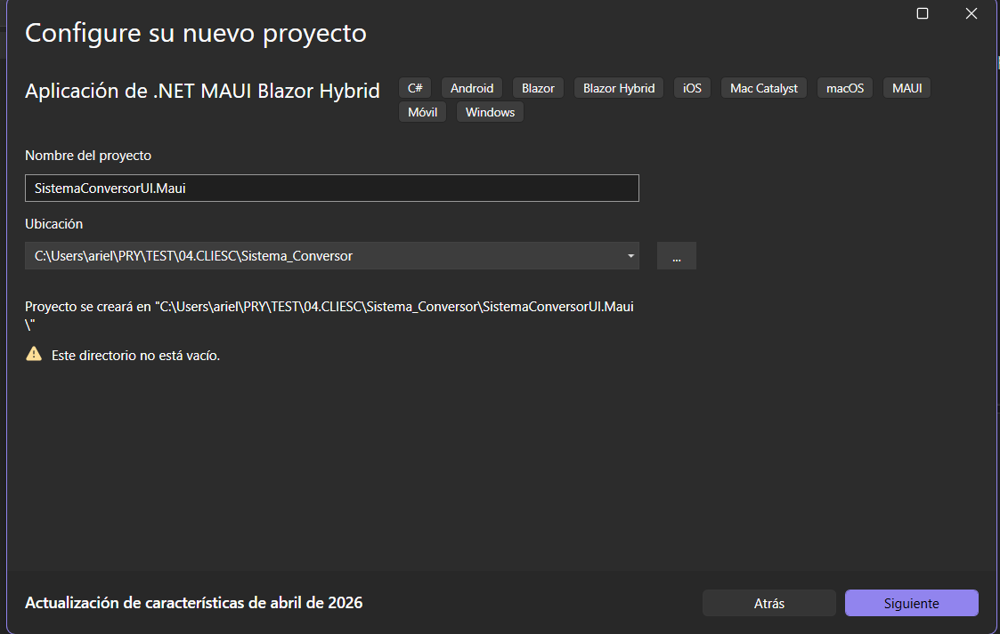 Configure su nuevo proyecto
Aplicación de .NET MAUI Blazor Hybrid
C# Android Blazor Blazor Hybrid iOS Mac Catalyst macOS MAUI
Móvil Windows
Nombre del proyecto
SistemaConversorUI.Maui
Ubicación
C:\Users\ariel\PRY\TEST\04.CLIESC\Sistema_Conversor
...
Proyecto se creará en "C:\Users\ariel\PRY\TEST\04.CLIESC\Sistema_Conversor\SistemaConversorUI.Maui
\"
Este directorio no está vacío.
Actualización de características de abril de 2026
Atrás
Siguiente